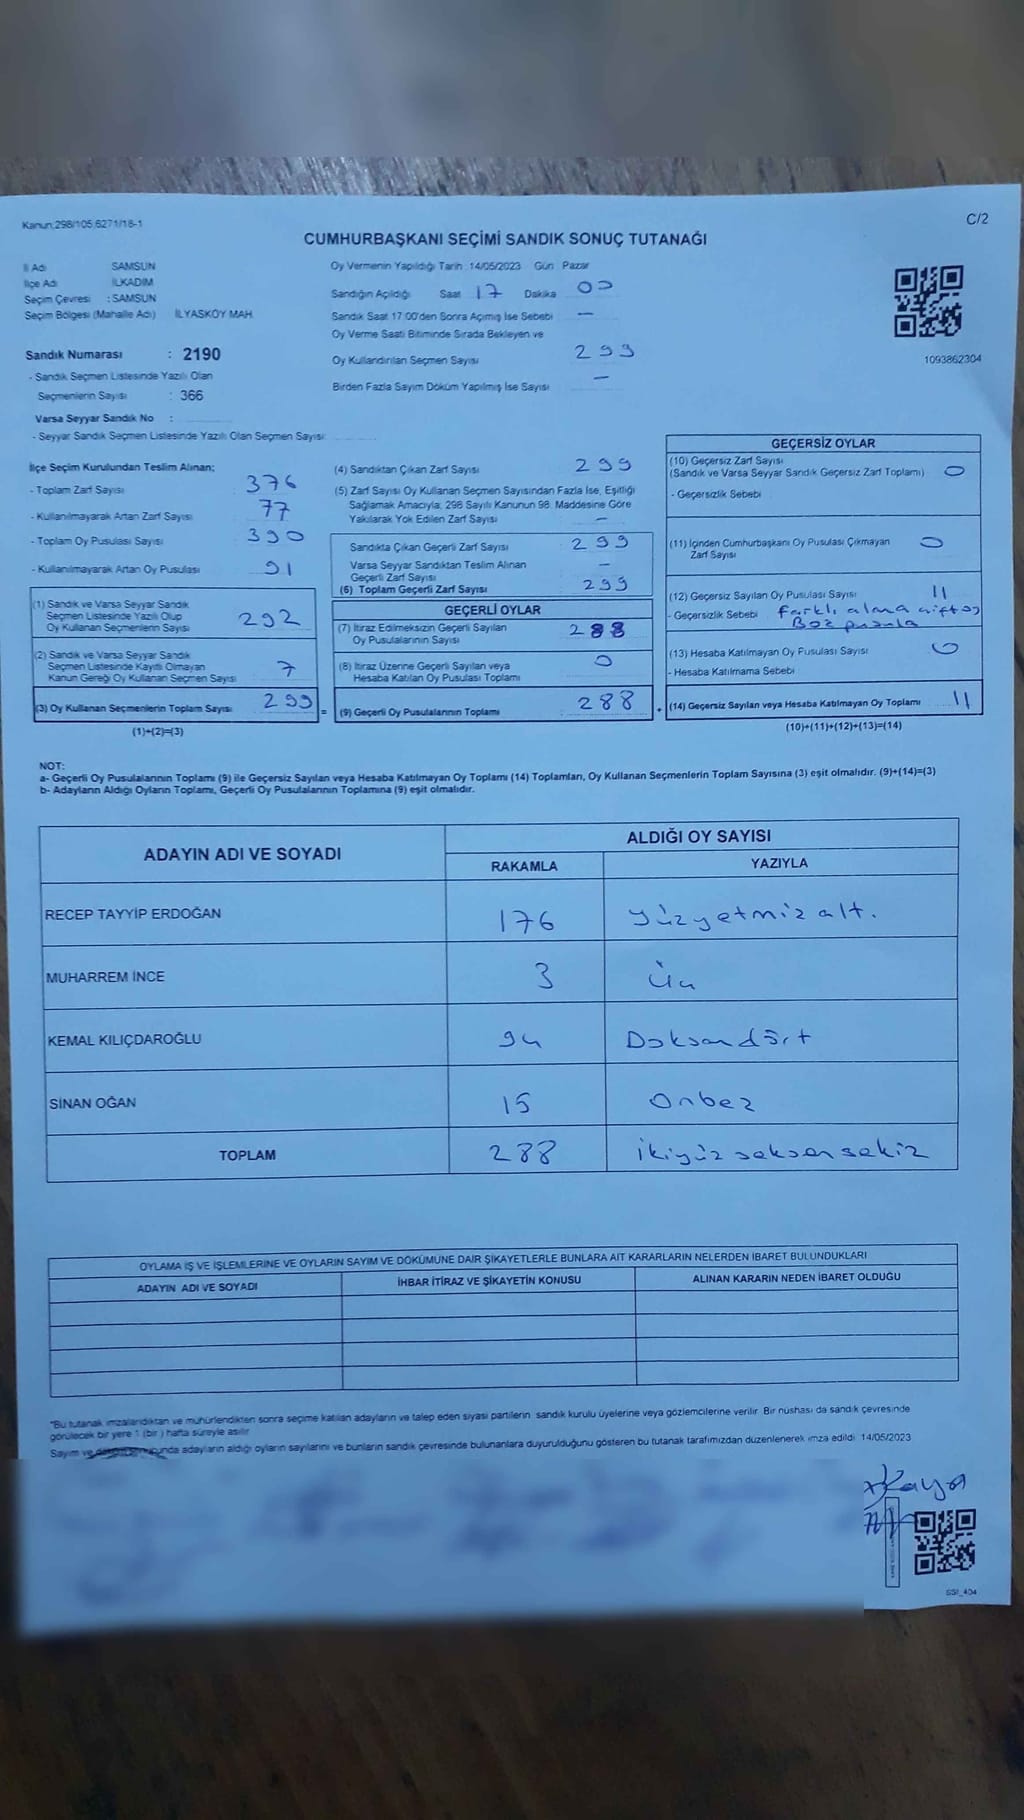 Kanun:298/105,6271/18-1
C/2
CUMHURBAŞKANI SEÇİMİ SANDIK SONUÇ TUTANAĞI
İl Adı SAMSUN
İlçe Adı İLKADIM
Seçim Çevresi : SAMSUN
Seçim Bölgesi (Mahalle Adı) İLYASKÖY MAH.
Sandık Numarası : 2190
- Sandık Seçmen Listesinde Yazılı Olan
Seçmenlerin Sayısı : 366
Varsa Seyyar Sandık No :
- Seyyar Sandık Seçmen Listesinde Yazılı Olan Seçmen Sayısı:
Oy Vermenin Yapıldığı Tarih :14/05/2023 Gün : Pazar
Sandığın Açıldığı Saat 17 Dakika 00
Sandık Saat 17:00'den Sonra Açılmış İse Sebebi —
Oy Verme Saati Bitiminde Sırada Bekleyen ve
Oy Kullandırılan Seçmen Sayısı 299
Birden Fazla Sayım Döküm Yapılmış İse Sayısı —
1093862304
İlçe Seçim Kurulundan Teslim Alınan;
- Toplam Zarf Sayısı 376
- Kullanılmayarak Artan Zarf Sayısı 77
- Toplam Oy Pusulası Sayısı 390
- Kullanılmayarak Artan Oy Pusulası 91
(1) Sandık ve Varsa Seyyar Sandık
Seçmen Listesinde Yazılı Olup
Oy Kullanan Seçmenlerin Sayısı 292
(2) Sandık ve Varsa Seyyar Sandık
Seçmen Listesinde Kayıtlı Olmayan
Kanun Gereği Oy Kullanan Seçmen Sayısı 7
(3) Oy Kullanan Seçmenlerin Toplam Sayısı 299 =
(1)+(2)=(3)
(4) Sandıktan Çıkan Zarf Sayısı 299
(5) Zarf Sayısı Oy Kullanan Seçmen Sayısından Fazla İse, Eşitliği
Sağlamak Amacıyla; 298 Sayılı Kanunun 98. Maddesine Göre
Yakılarak Yok Edilen Zarf Sayısı —
Sandıkta Çıkan Geçerli Zarf Sayısı 299
Varsa Seyyar Sandıktan Teslim Alınan —
Geçerli Zarf Sayısı
(6) Toplam Geçerli Zarf Sayısı 299
GEÇERLİ OYLAR
(7) İtiraz Edilmeksizin Geçerli Sayılan
Oy Pusulalarının Sayısı 288
(8) İtiraz Üzerine Geçerli Sayılan veya
Hesaba Katılan Oy Pusulası Toplamı 0
(9) Geçerli Oy Pusulalarının Toplamı 288 +
GEÇERSİZ OYLAR
(10) Geçersiz Zarf Sayısı
(Sandık ve Varsa Seyyar Sandık Geçersiz Zarf Toplamı) 0
- Geçersizlik Sebebi
(11) İçinden Cumhurbaşkanı Oy Pusulası Çıkmayan 0
Zarf Sayısı
(12) Geçersiz Sayılan Oy Pusulası Sayısı 11
- Geçersizlik Sebebi Farklı alana
Boş pusula
(13) Hesaba Katılmayan Oy Pusulası Sayısı 0
- Hesaba Katılmama Sebebi
(14) Geçersiz Sayılan veya Hesaba Katılmayan Oy Toplamı 11
(10)+(11)+(12)+(13)=(14)
NOT:
a- Geçerli Oy Pusulalarının Toplamı (9) ile Geçersiz Sayılan veya Hesaba Katılmayan Oy Toplamı (14) Toplamları, Oy Kullanan Seçmenlerin Toplam Sayısına (3) eşit olmalıdır. (9)+(14)=(3)
b- Adayların Aldığı Oyların Toplamı, Geçerli Oy Pusulalarının Toplamına (9) eşit olmalıdır.
ADAYIN ADI VE SOYADI ALDIĞI OY SAYISI
RAKAMLA YAZIYLA
RECEP TAYYİP ERDOĞAN 176 Yüzyetmiz alt.
MUHARREM İNCE 3 Üç
KEMAL KILIÇDAROĞLU 94 Doksandört
SİNAN OĞAN 15 Onbeş
TOPLAM 288 ikiyüzseksensekiz
OYLAMA İŞ VE İŞLEMLERİNE VE OYLARIN SAYIM VE DÖKÜMÜNE DAİR ŞİKAYETLERLE BUNLARA AİT KARARLARIN NELERDEN İBARET BULUNDUKLARI
ADAYIN ADI VE SOYADI İHBAR İTİRAZ VE ŞİKAYETİN KONUSU ALINAN KARARIN NEDEN İBARET OLDUĞU
*Bu tutanak imzalandıktan ve mühürlendikten sonra seçime katılan adayların ve talep eden siyasi partilerin sandık kurulu üyelerine veya gözlemcilerine verilir. Bir nüshası da sandık çevresinde
görülecek bir yere 1 (bir ) hafta süreyle asılır.
Sayım ve adayların aldığı oyların sayılarını ve bunların sandık çevresinde bulunanlara duyurulduğunu gösteren bu tutanak tarafımızdan düzenlenerek imza edildi. 14/05/2023
Kaya
SSI_404